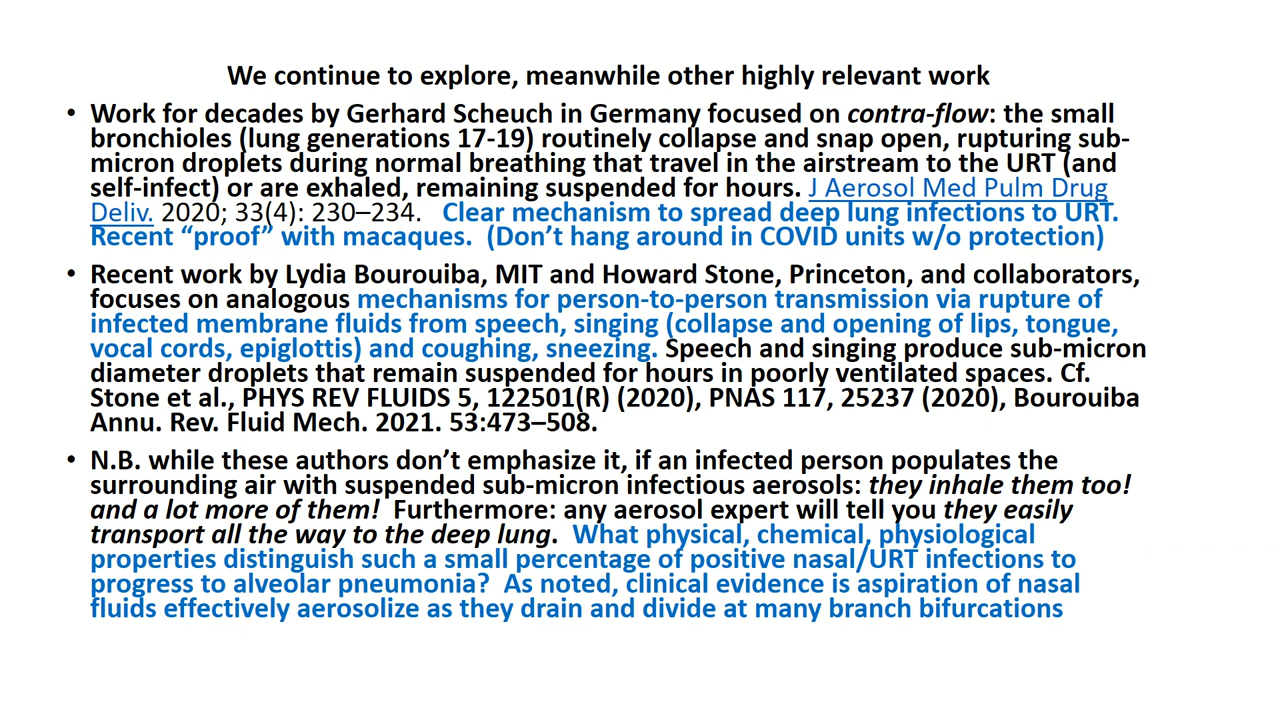 We continue to explore, meanwhile other highly relevant work
• Work for decades by Gerhard Scheuch in Germany focused on contra-flow: the small
bronchioles (lung generations 17-19) routinely collapse and snap open, rupturing sub-
micron droplets during normal breathing that travel in the airstream to the URT (and
self-infect) or are exhaled, remaining suspended for hours. J Aerosol Med Pulm Drug
Deliv. 2020; 33(4): 230–234. Clear mechanism to spread deep lung infections to URT.
Recent “proof” with macaques. (Don’t hang around in COVID units w/o protection)
• Recent work by Lydia Bourouiba, MIT and Howard Stone, Princeton, and collaborators,
focuses on analogous mechanisms for person-to-person transmission via rupture of
infected membrane fluids from speech, singing (collapse and opening of lips, tongue,
vocal cords, epiglottis) and coughing, sneezing. Speech and singing produce sub-micron
diameter droplets that remain suspended for hours in poorly ventilated spaces. Cf.
Stone et al., PHYS REV FLUIDS 5, 122501(R) (2020), PNAS 117, 25237 (2020), Bourouiba
Annu. Rev. Fluid Mech. 2021. 53:473–508.
• N.B. while these authors don’t emphasize it, if an infected person populates the
surrounding air with suspended sub-micron infectious aerosols: they inhale them too!
and a lot more of them! Furthermore: any aerosol expert will tell you they easily
transport all the way to the deep lung. What physical, chemical, physiological
properties distinguish such a small percentage of positive nasal/URT infections to
progress to alveolar pneumonia? As noted, clinical evidence is aspiration of nasal
fluids effectively aerosolize as they drain and divide at many branch bifurcations